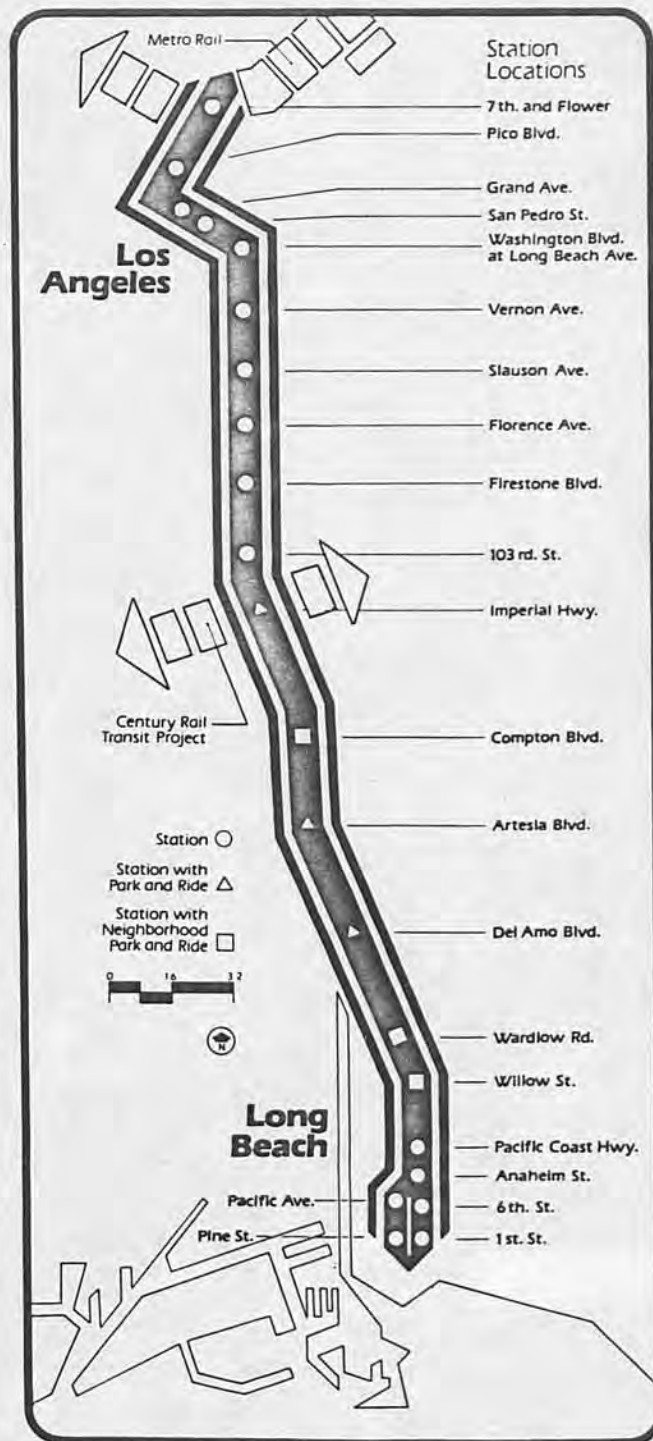 Metro Rail
Station
Locations
7th. and Flower
Pico Blvd.
Grand Ave.
San Pedro St.
Washington Blvd.
at Long Beach Ave.
Los
Angeles
Vernon Ave.
Slauson Ave.
Florence Ave.
Firestone Blvd.
103 rd. St.
Imperial Hwy.
Century Rail
Transit Project
Compton Blvd.
Artesia Blvd.
Station
Station with
Park and Ride
Station with
Neighborhood
Park and Ride
Del Amo Blvd.
0 16 32
N
Wardlow Rd.
Willow St.
Long
Beach
Pacific Coast Hwy.
Anaheim St.
Pacific Ave.
6th. St.
Pine St.
1st. St.